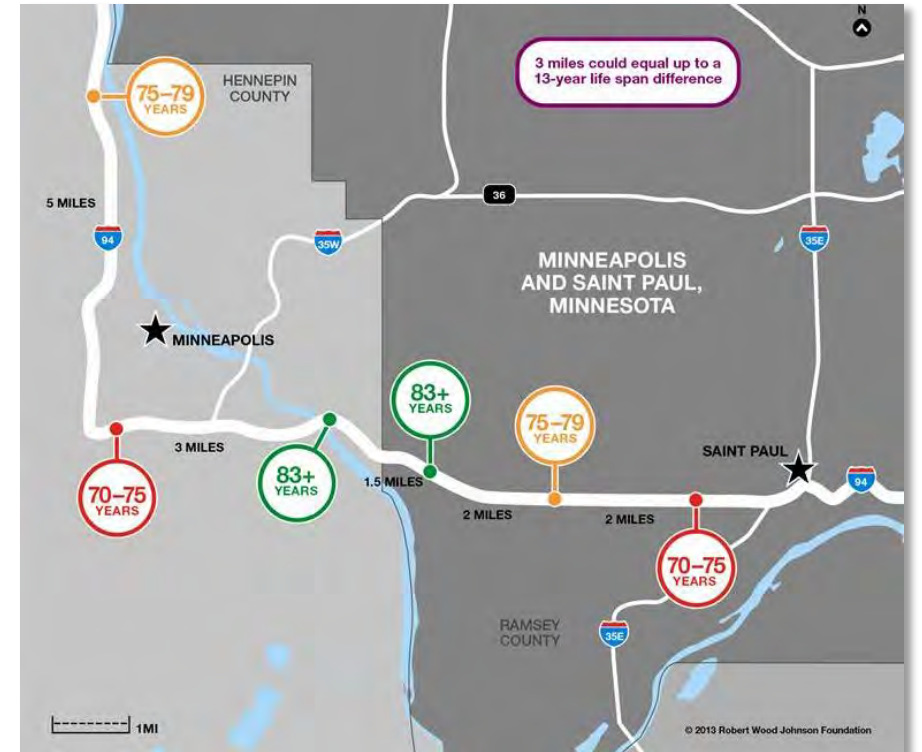 N
3 miles could equal up to a
13-year life span difference
75–79
YEARS
HENNEPIN
COUNTY
5 MILES
94
35W
36
35E
MINNEAPOLIS
AND SAINT PAUL,
MINNESOTA
MINNEAPOLIS
83+
YEARS
75–79
YEARS
3 MILES
SAINT PAUL
70–75
YEARS
83+
YEARS
1.5 MILES
2 MILES
2 MILES
94
70–75
YEARS
RAMSEY
COUNTY
35E
1MI
© 2013 Robert Wood Johnson Foundation